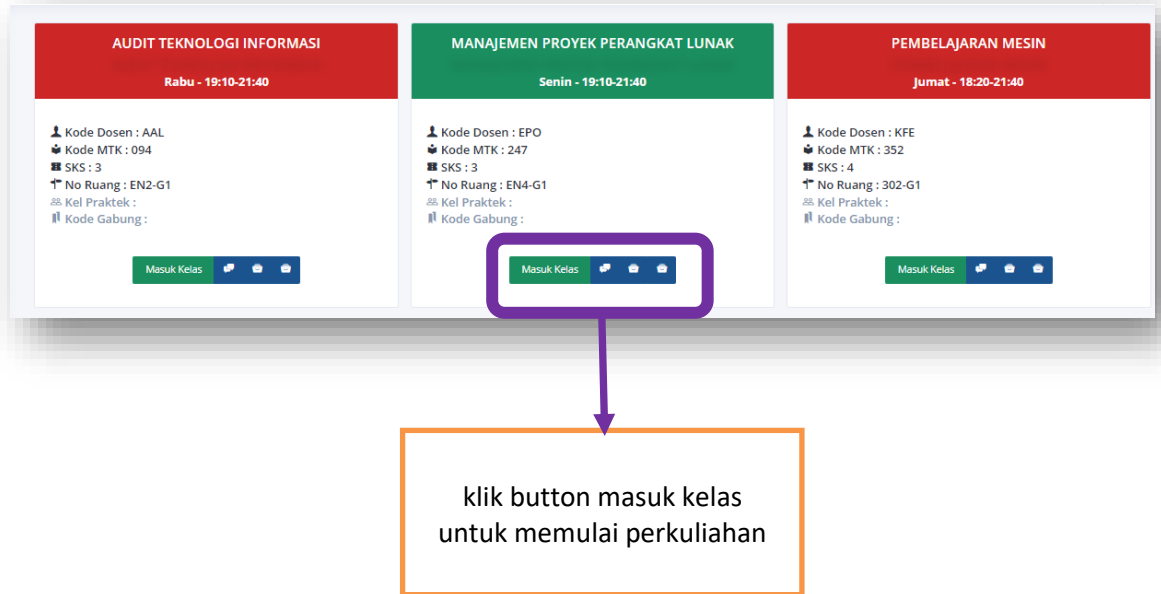 AUDIT TEKNOLOGI INFORMASI
Rabu - 19:10-21:40
Kode Dosen : AAL
Kode MTK : 094
SKS : 3
No Ruang : EN2-G1
Kel Praktek :
Kode Gabung :
Masuk Kelas
MANAJEMEN PROYEK PERANGKAT LUNAK
Senin - 19:10-21:40
Kode Dosen : EPO
Kode MTK : 247
SKS : 3
No Ruang : EN4-G1
Kel Praktek :
Kode Gabung :
Masuk Kelas
PEMBELAJARAN MESIN
Jumat - 18:20-21:40
Kode Dosen : KFE
Kode MTK : 352
SKS : 4
No Ruang : 302-G1
Kel Praktek :
Kode Gabung :
Masuk Kelas
klik button masuk kelas
untuk memulai perkuliahan